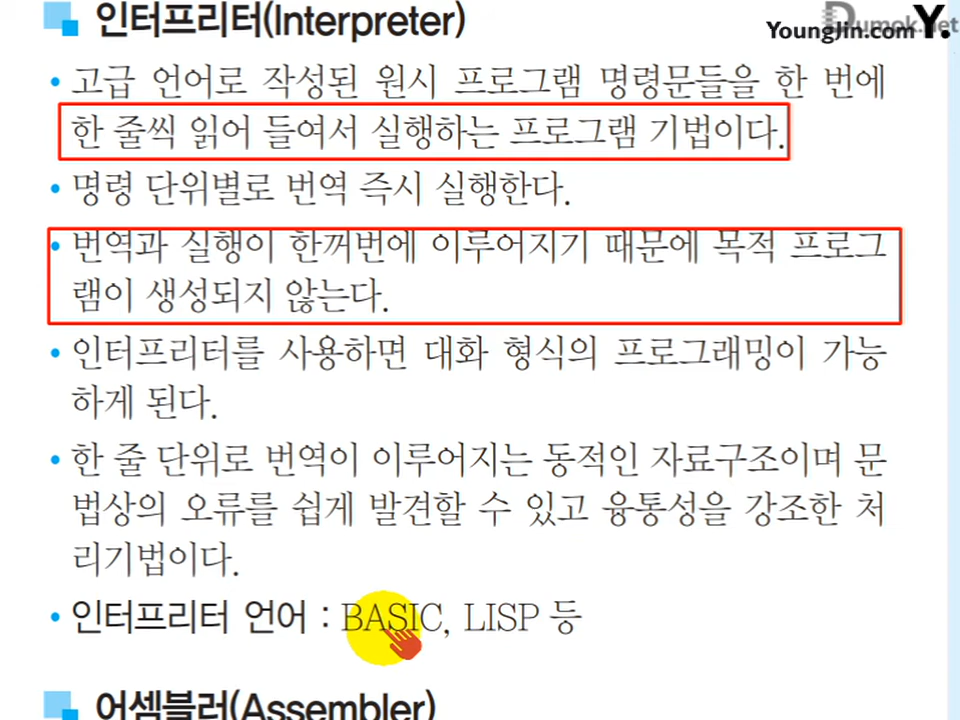 인터프리터(Interpreter)
YoungJin.com Y.
Dumok.net
• 고급 언어로 작성된 원시 프로그램 명령문들을 한 번에
한 줄씩 읽어 들여서 실행하는 프로그램 기법이다.
• 명령 단위별로 번역 즉시 실행한다.
• 번역과 실행이 한꺼번에 이루어지기 때문에 목적 프로그
램이 생성되지 않는다.
• 인터프리터를 사용하면 대화 형식의 프로그래밍이 가능
하게 된다.
• 한 줄 단위로 번역이 이루어지는 동적인 자료구조이며 문
법상의 오류를 쉽게 발견할 수 있고 융통성을 강조한 처
리기법이다.
• 인터프리터 언어 : BASIC, LISP 등
어셈블러(Assembler)